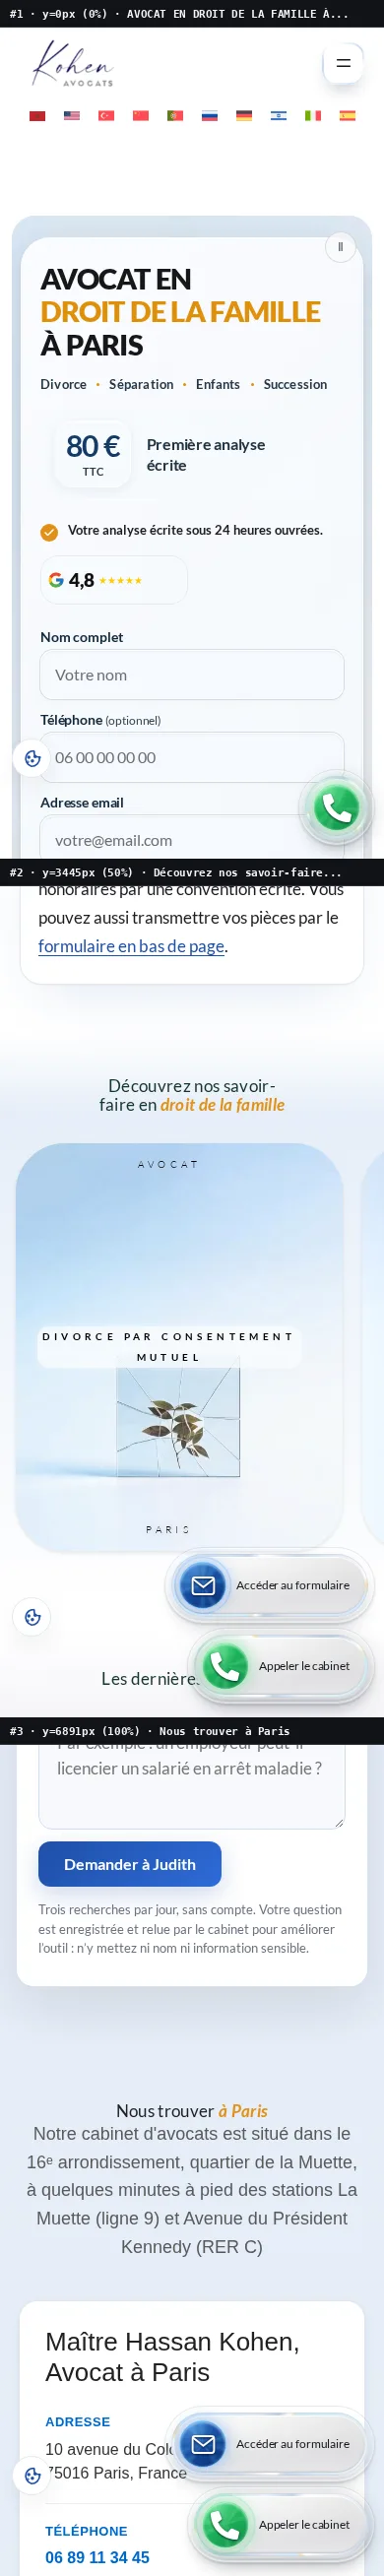 #1 · y=0px (0%) · AVOCAT EN DROIT DE LA FAMILLE À...
Kohen
AVOCATS
AVOCAT EN
DROIT DE LA FAMILLE
À PARIS
Divorce • Séparation • Enfants • Succession
80 €
TTC
Première analyse
écrite
Votre analyse écrite sous 24 heures ouvrées.
4,8 ★★★★★
Nom complet
Votre nom
Téléphone (optionnel)
06 00 00 00 00
Adresse email
votre@email.com
#2 · y=3445px (50%) · Découvrez nos savoir-faire...
honoraires par une convention écrite. Vous
pouvez aussi transmettre vos pièces par le
formulaire en bas de page.
Découvrez nos savoir-
faire en droit de la famille
AVOCAT
DIVORCE PAR CONSENTEMENT
MUTUEL
PARIS
Accéder au formulaire
Appeler le cabinet
Les dernières
#3 · y=6891px (100%) · Nous trouver à Paris
Par exemple : un employeur peut-il
licencier un salarié en arrêt maladie ?
Demander à Judith
Trois recherches par jour, sans compte. Votre question
est enregistrée et relue par le cabinet pour améliorer
l'outil : n'y mettez ni nom ni information sensible.
Nous trouver à Paris
Notre cabinet d'avocats est situé dans le
16ᵉ arrondissement, quartier de la Muette,
à quelques minutes à pied des stations La
Muette (ligne 9) et Avenue du Président
Kennedy (RER C)
Maître Hassan Kohen,
Avocat à Paris
ADRESSE
10 avenue du
75016 Paris, France
Accéder au formulaire
TÉLÉPHONE
06 89 11 34 45
Appeler le cabinet